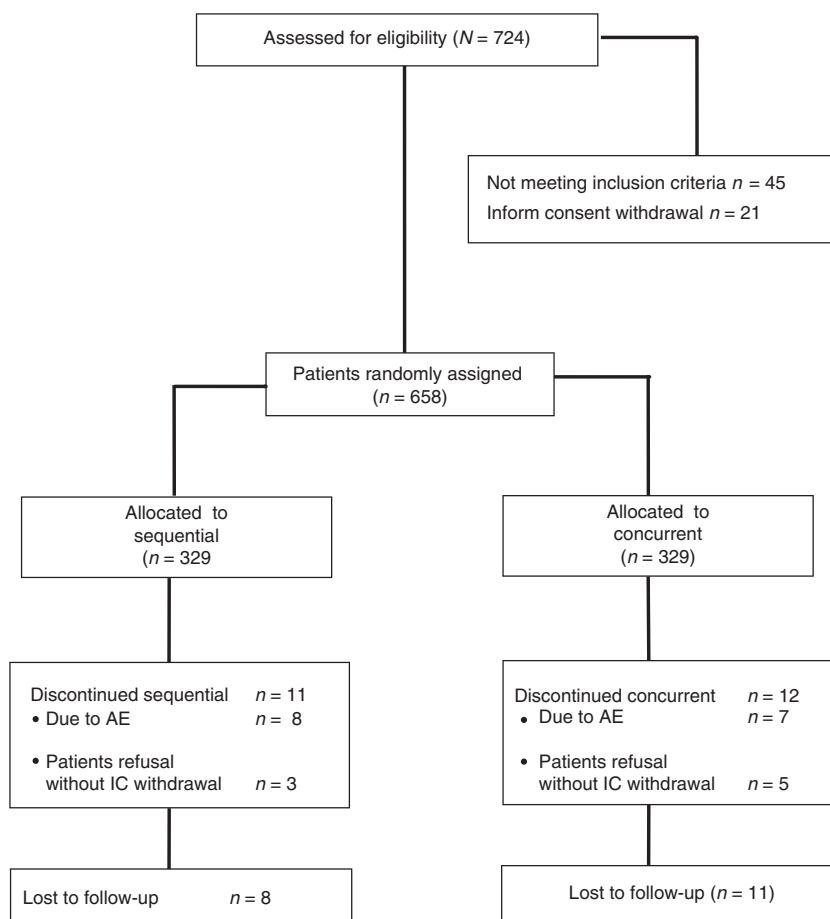 Assessed for eligibility (N = 724)
Not meeting inclusion criteria n = 45
Inform consent withdrawal n = 21
Patients randomly assigned
(n = 658)
Allocated to
sequential
(n = 329
Allocated to
concurrent
(n = 329)
Discontinued sequential n = 11
• Due to AE n = 8
• Patients refusal
without IC withdrawal n = 3
Discontinued concurrent n = 12
• Due to AE n = 7
• Patients refusal
without IC withdrawal n = 5
Lost to follow-up n = 8
Lost to follow-up (n = 11)